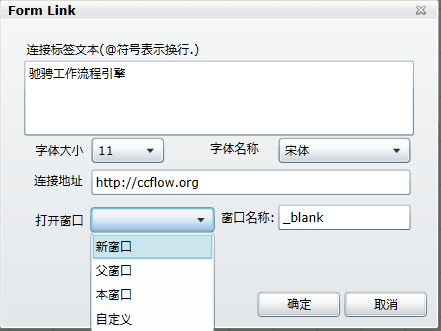 Form Link
连接标签文本(@符号表示换行.)
驰骋工作流程引擎
字体大小 11 字体名称 宋体
连接地址 http://ccflow.org
打开窗口 窗口名称: _blank
新窗口
父窗口
本窗口
自定义
确定 取消